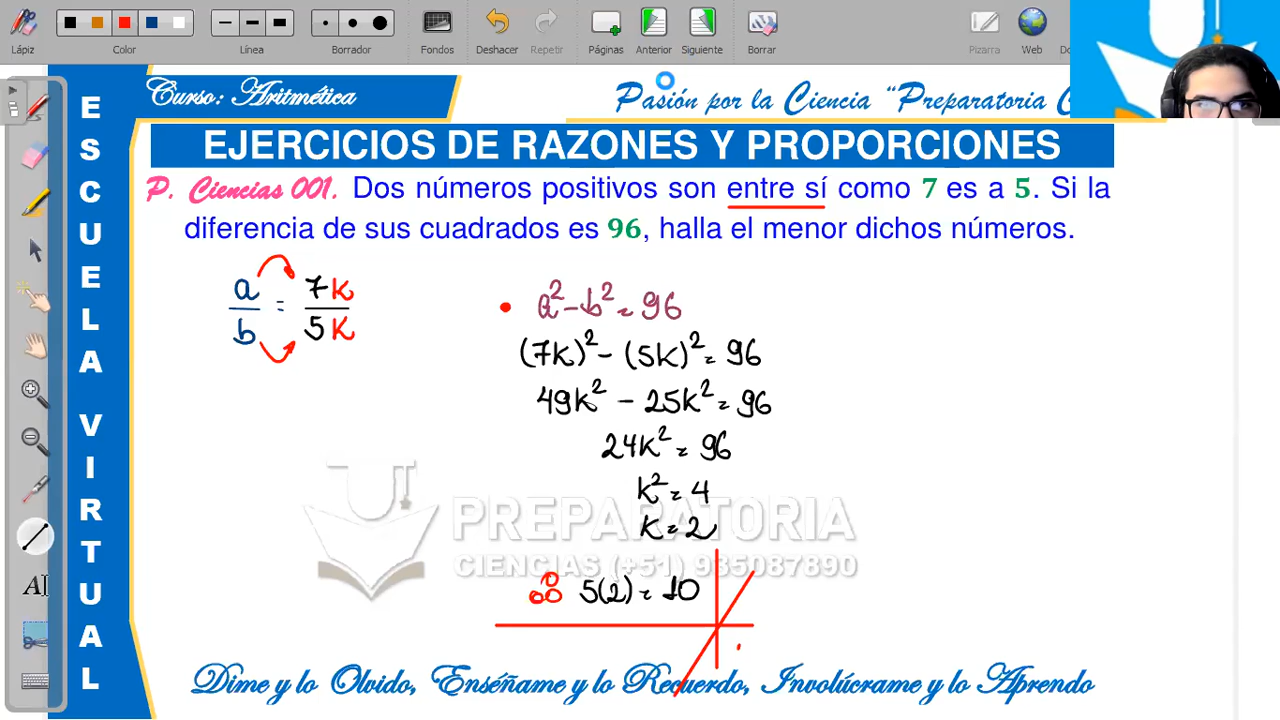 Lápiz
Color
Línea
Borrador
Fondos
Deshacer
Repetir
Páginas
Anterior
Siguiente
Borrar
Pizarra
Web
Curso: Aritmética
Pasión por la Ciencia “Preparatoria
EJERCICIOS DE RAZONES Y PROPORCIONES
P. Ciencias 001. Dos números positivos son entre sí como 7 es a 5. Si la
diferencia de sus cuadrados es 96, halla el menor dichos números.
a/b = 7K/5K
• a² - b² = 96
(7K)² - (5K)² = 96
49K² - 25K² = 96
24K² = 96
K² = 4
K = 2
5(2) = 10
PREPARATORIA
CIENCIAS (+51) 935087890
Dime y lo Olvido, Enséñame y lo Recuerdo, Involúcrame y lo Aprendo
ESCUELA VIRTUAL
AI